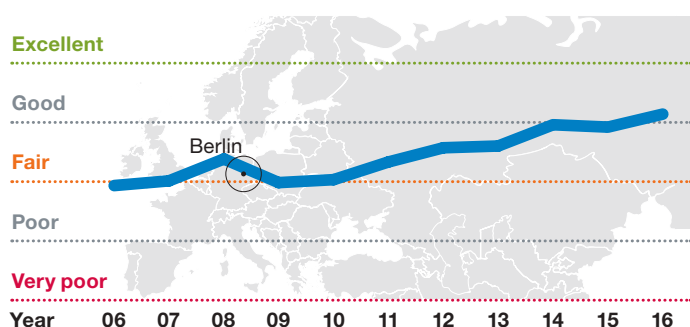 Excellent
Good
Berlin
Fair
Poor
Very poor
Year 06 07 08 09 10 11 12 13 14 15 16